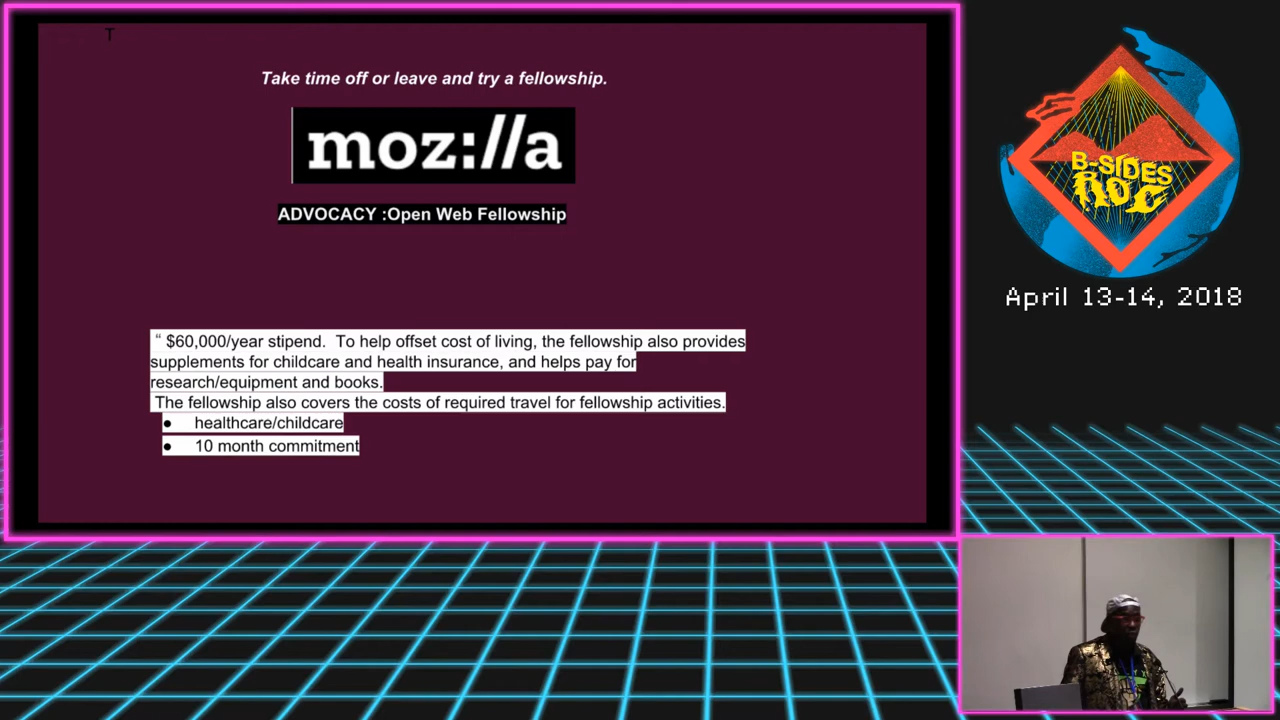 T
Take time off or leave and try a fellowship.
moz://a
ADVOCACY :Open Web Fellowship
“ $60,000/year stipend.  To help offset cost of living, the fellowship also provides
supplements for childcare and health insurance, and helps pay for
research/equipment and books.
The fellowship also covers the costs of required travel for fellowship activities.
● healthcare/childcare
● 10 month commitment
B-SIDES
ROC
April 13-14, 2018